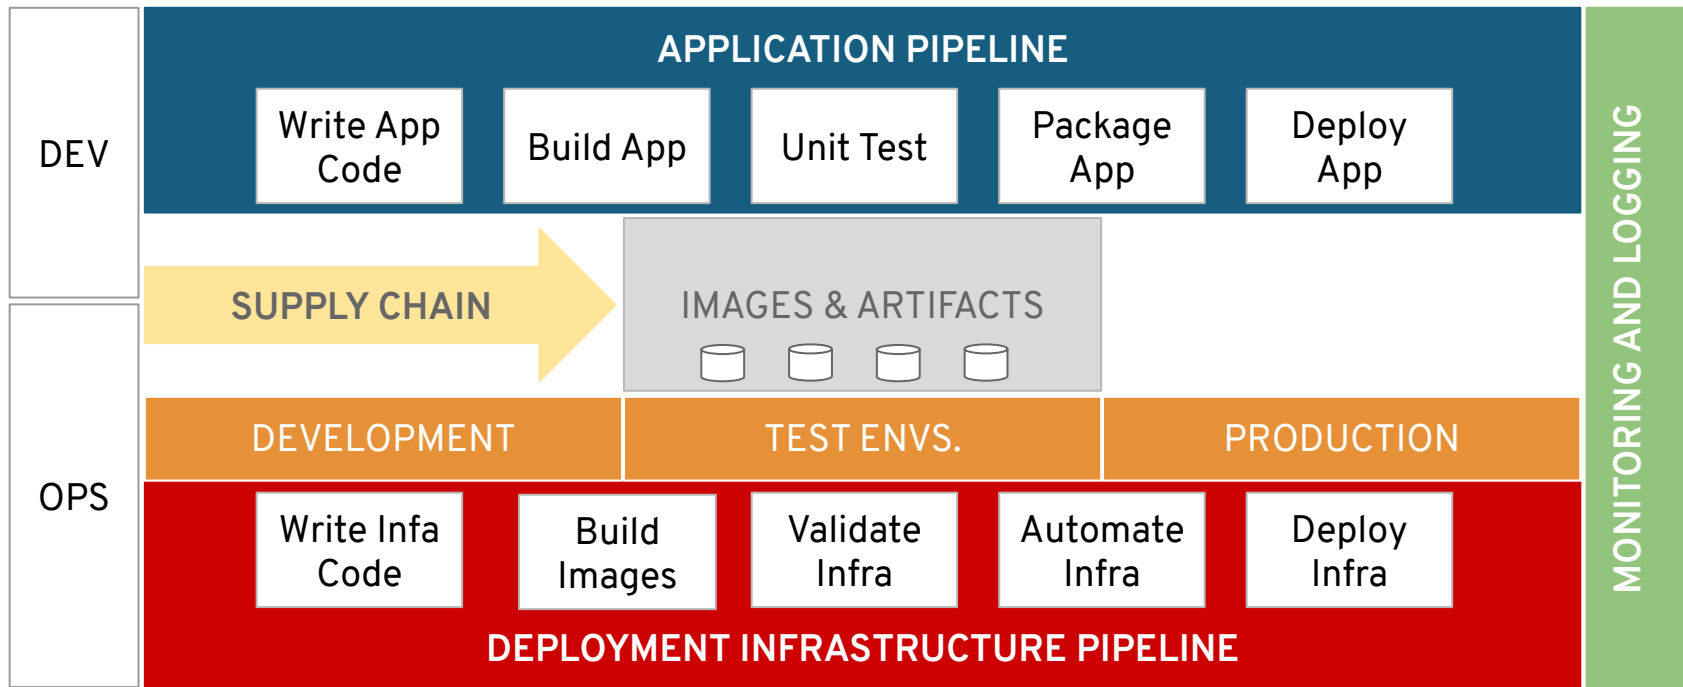 DEV
APPLICATION PIPELINE
Write App
Code
Build App
Unit Test
Package
App
Deploy
App
SUPPLY CHAIN
IMAGES & ARTIFACTS
OPS
DEVELOPMENT
TEST ENVS.
PRODUCTION
Write Infa
Code
Build
Images
Validate
Infra
Automate
Infra
Deploy
Infra
DEPLOYMENT INFRASTRUCTURE PIPELINE
MONITORING AND LOGGING